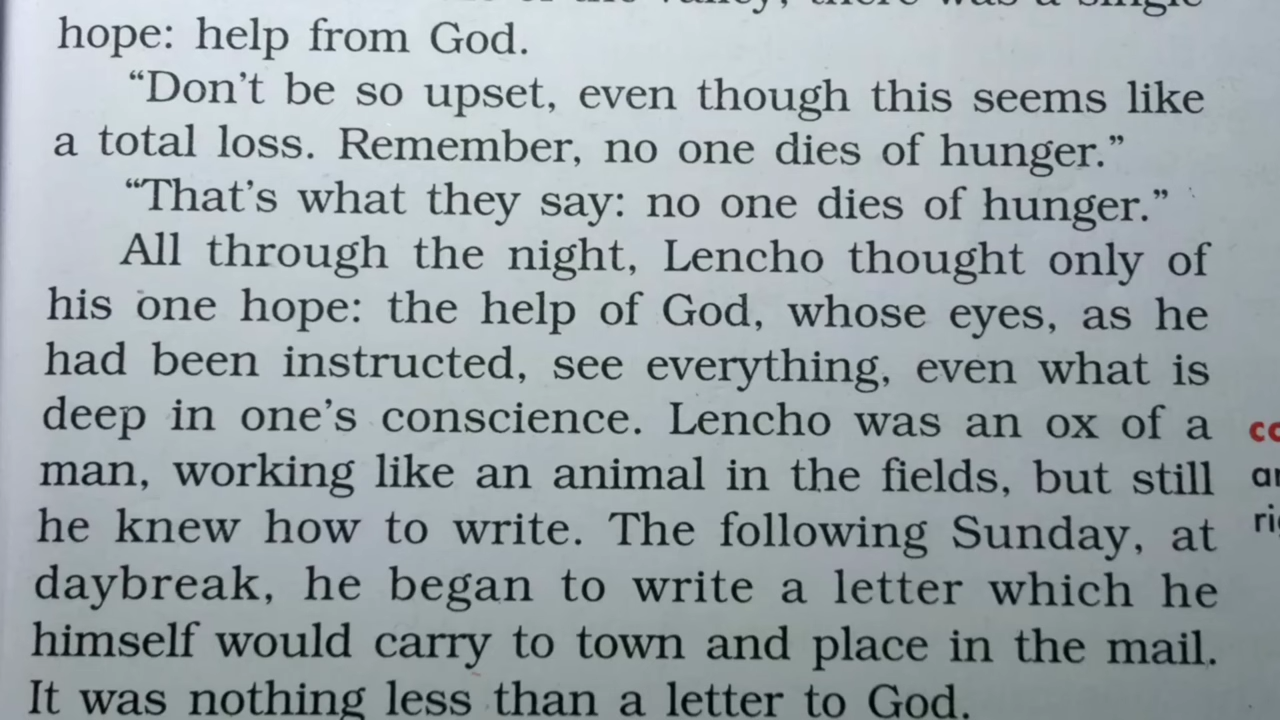 hope: help from God.
“Don’t be so upset, even though this seems like
a total loss. Remember, no one dies of hunger.”
“That’s what they say: no one dies of hunger.”
All through the night, Lencho thought only of
his one hope: the help of God, whose eyes, as he
had been instructed, see everything, even what is
deep in one’s conscience. Lencho was an ox of a
man, working like an animal in the fields, but still
he knew how to write. The following Sunday, at
daybreak, he began to write a letter which he
himself would carry to town and place in the mail.
It was nothing less than a letter to God.